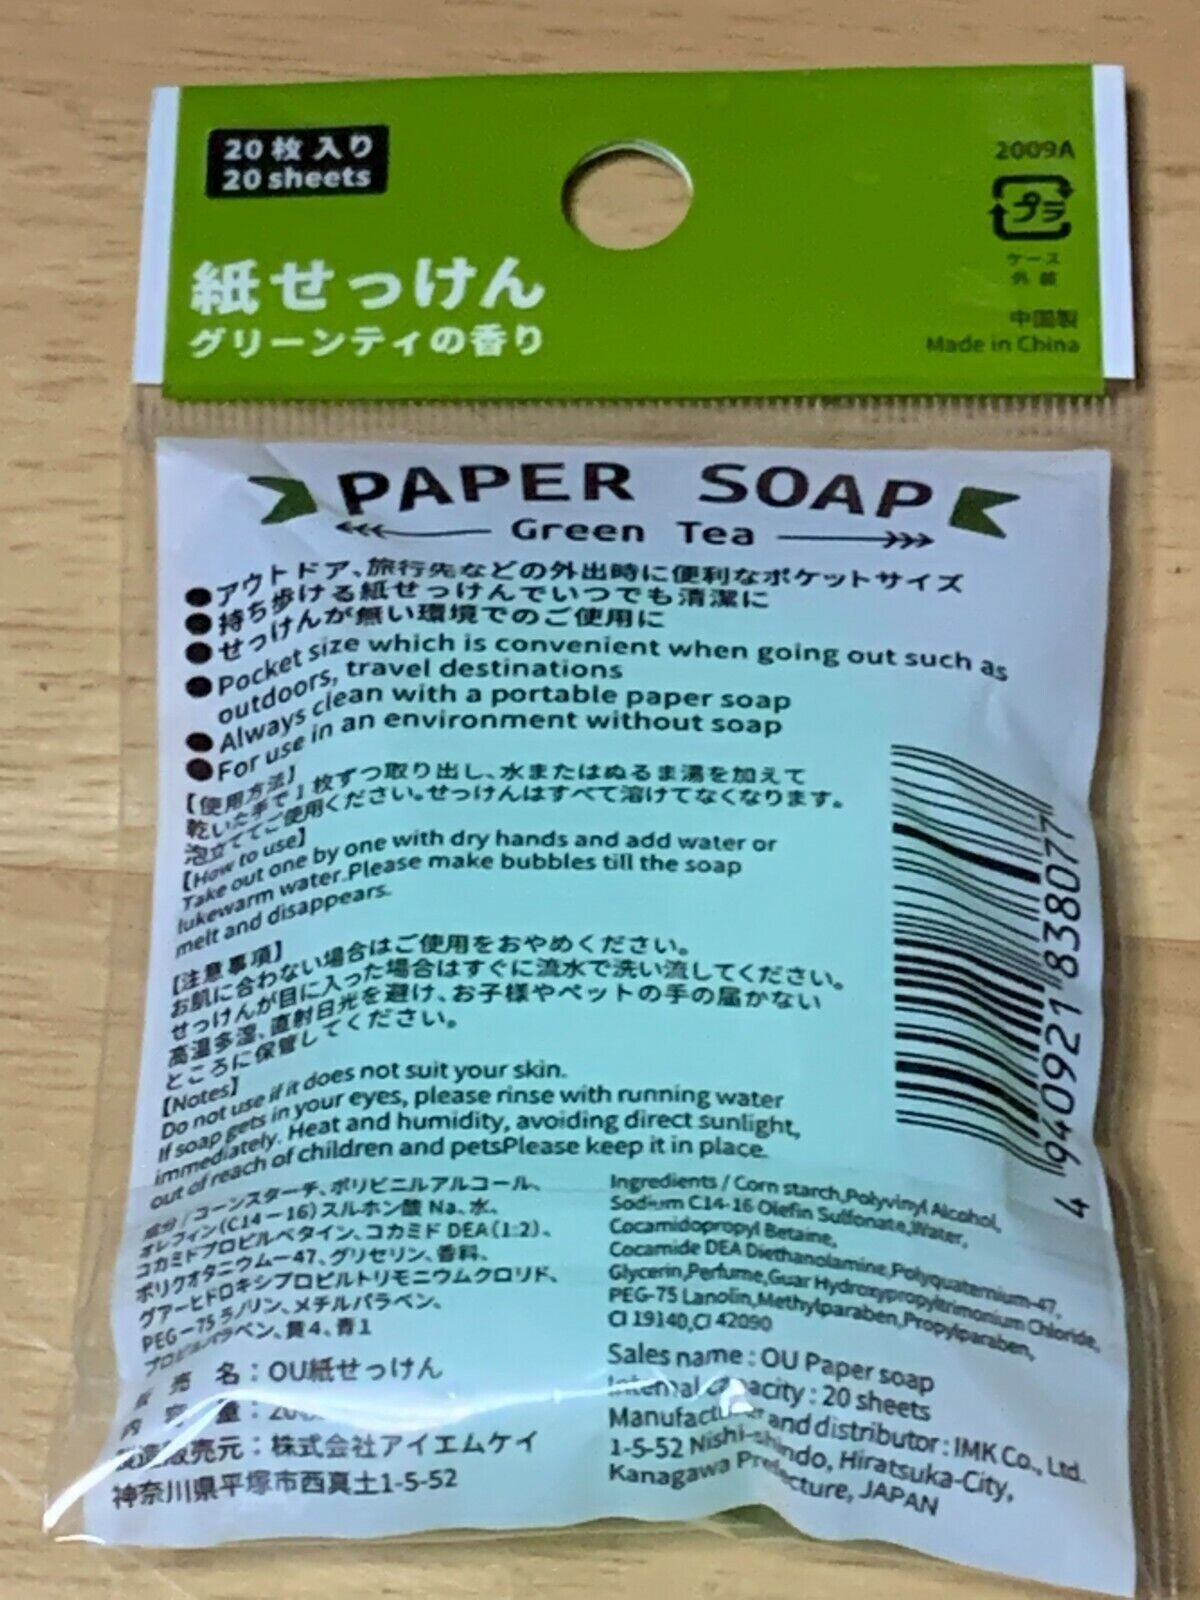 20枚入り
20 sheets
紙せっけん
グリーンティの香り
2009A
プラ
ケース
外装
中国製
Made in China
PAPER SOAP
Green Tea
●アウトドア、旅行先などの外出時に便利なポケットサイズ
●持ち歩ける紙せっけんでいつでも清潔に
●せっけんが無い環境でのご使用に
●Pocket size which is convenient when going out such as
outdoors, travel destinations
●Always clean with a portable paper soap
●For use in an environment without soap
【使用方法】
乾いた手で1枚ずつ取り出し、水またはぬるま湯を加えて
泡立ててご使用ください。せっけんはすべて溶けてなくなります。
【How to use】
Take out one by one with dry hands and add water or
lukewarm water.Please make bubbles till the soap
melt and disappears.
【注意事項】
お肌に合わない場合はご使用をおやめください。
せっけんが目に入った場合はすぐに流水で洗い流してください。
高温多湿、直射日光を避け、お子様やペットの手の届かない
ところに保管してください。
【Notes】
Do not use if it does not suit your skin.
If soap gets in your eyes, please rinse with running water
immediately. Heat and humidity, avoiding direct sunlight,
out of reach of children and petsPlease keep it in place.
成分/コーンスターチ、ポリビニルアルコール、
オレフィン(C14－16)スルホン酸Na、水、
コカミドプロピルベタイン、コカミドDEA(1:2)、
ポリクオタニウムー47、グリセリン、香料、
グアーヒドロキシプロピルトリモニウムクロリド、
PEG－75ラノリン、メチルパラベン、
プロピルパラベン、黄4、青1
販売名：OU紙せっけん
内容量：20
製造販売元：株式会社アイエムケイ
神奈川県平塚市西真土1-5-52
Ingredients / Corn starch,Polyvinyl Alcohol,
Sodium C14-16 Olefin Sulfonate,Water,
Cocamidopropyl Betaine,
Cocamide DEA Diethanolamine,Polyquaternium-47,
Glycerin,Perfume,Guar Hydroxypropyltrimonium Chloride,
PEG-75 Lanolin,Methylparaben,Propylparaben,
CI 19140,CI 42090
Sales name : OU Paper soap
Internal capacity : 20 sheets
Manufacturer and distributor : IMK Co., Ltd.
1-5-52 Nishi-shindo, Hiratsuka-City,
Kanagawa Prefecture, JAPAN
4 940921 838077